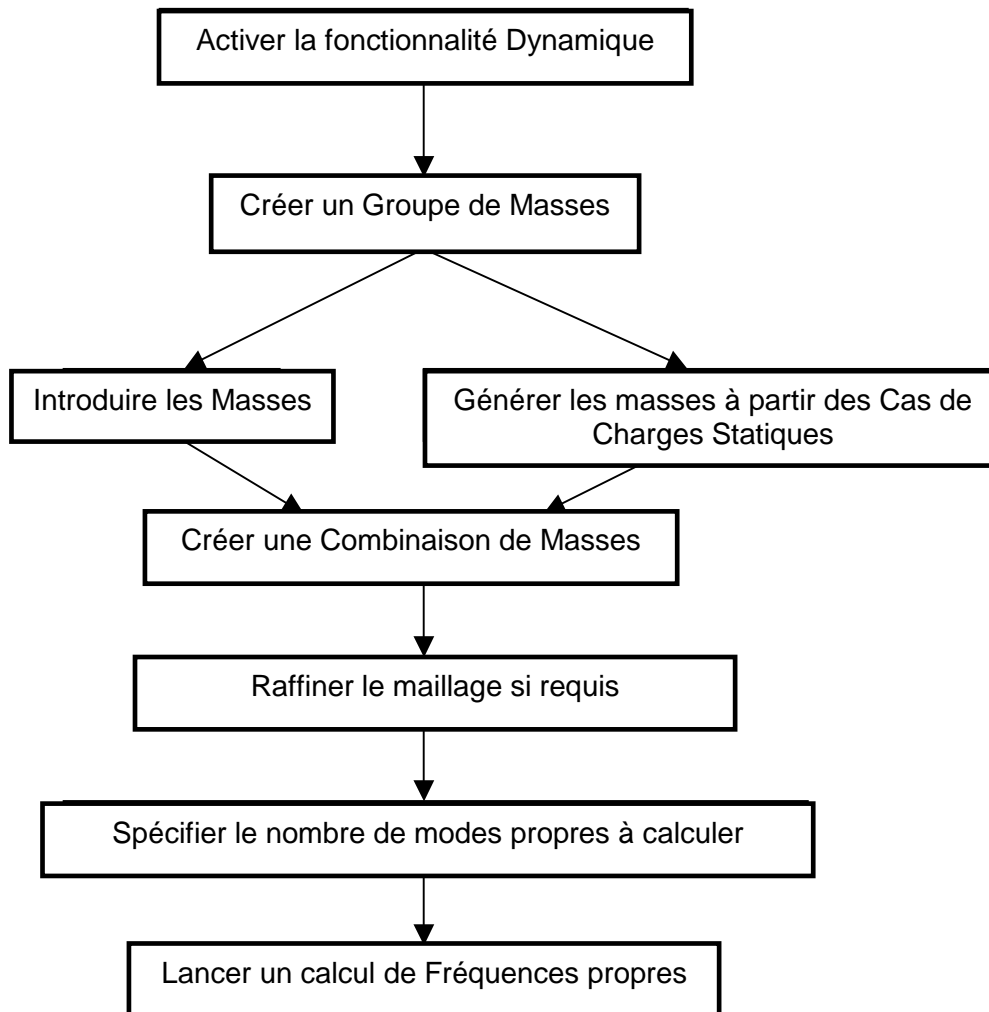 Activer la fonctionnalité Dynamique
Créer un Groupe de Masses
Introduire les Masses
Générer les masses à partir des Cas de
Charges Statiques
Créer une Combinaison de Masses
Raffiner le maillage si requis
Spécifier le nombre de modes propres à calculer
Lancer un calcul de Fréquences propres